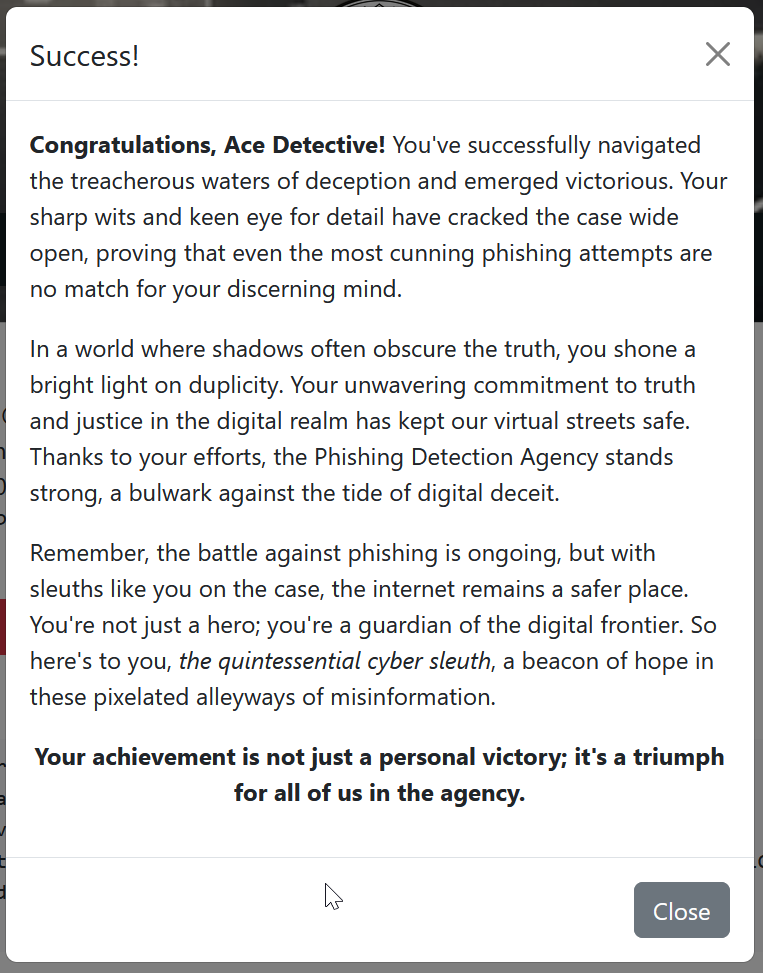 Success!
Congratulations, Ace Detective! You've successfully navigated
the treacherous waters of deception and emerged victorious. Your
sharp wits and keen eye for detail have cracked the case wide
open, proving that even the most cunning phishing attempts are
no match for your discerning mind.
In a world where shadows often obscure the truth, you shone a
bright light on duplicity. Your unwavering commitment to truth
and justice in the digital realm has kept our virtual streets safe.
Thanks to your efforts, the Phishing Detection Agency stands
strong, a bulwark against the tide of digital deceit.
Remember, the battle against phishing is ongoing, but with
sleuths like you on the case, the internet remains a safer place.
You're not just a hero; you're a guardian of the digital frontier. So
here's to you, the quintessential cyber sleuth, a beacon of hope in
these pixelated alleyways of misinformation.
Your achievement is not just a personal victory; it's a triumph
for all of us in the agency.
Close